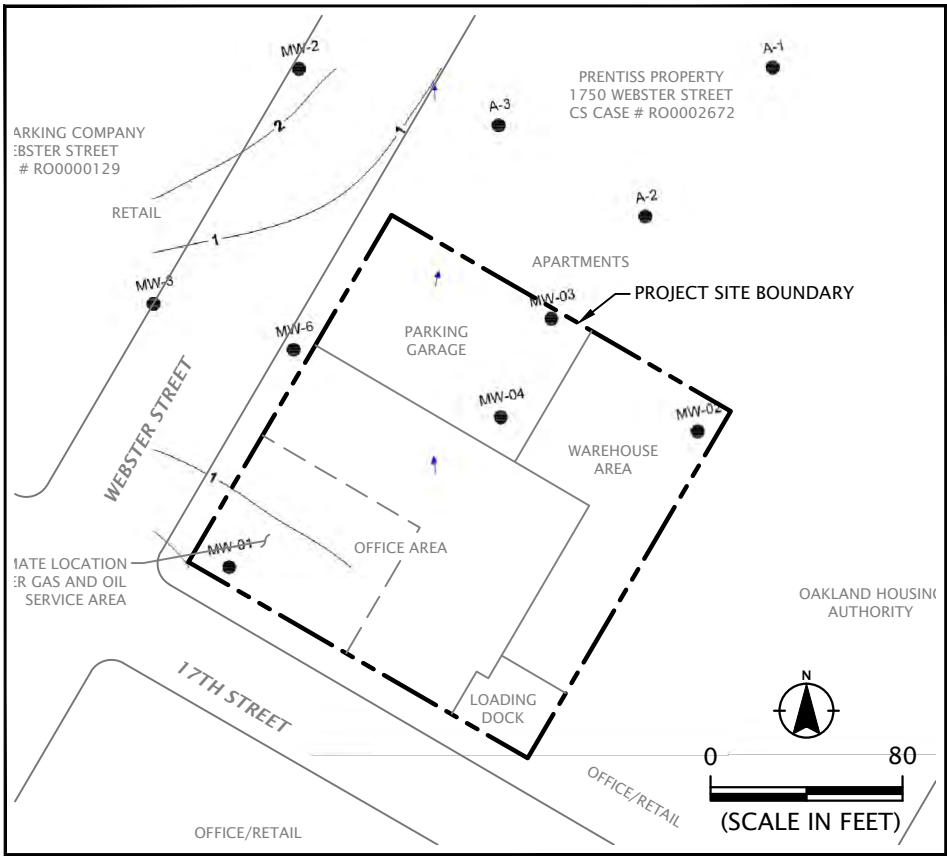 MW-2
A-1
PRENTISS PROPERTY
1750 WEBSTER STREET
CS CASE # RO0002672
A-3
2
1
ARKING COMPANY
EBSTER STREET
# RO0000129
A-2
RETAIL
1
APARTMENTS
MW-3
MW-03
PROJECT SITE BOUNDARY
MW-6
PARKING
GARAGE
MW-04
MW-02
WEBSTER STREET
WAREHOUSE
AREA
1
MW-01
OFFICE AREA
MATE LOCATION
ER GAS AND OIL
SERVICE AREA
OAKLAND HOUSING
AUTHORITY
17TH STREET
LOADING
DOCK
N
0 80
(SCALE IN FEET)
OFFICE/RETAIL
OFFICE/RETAIL